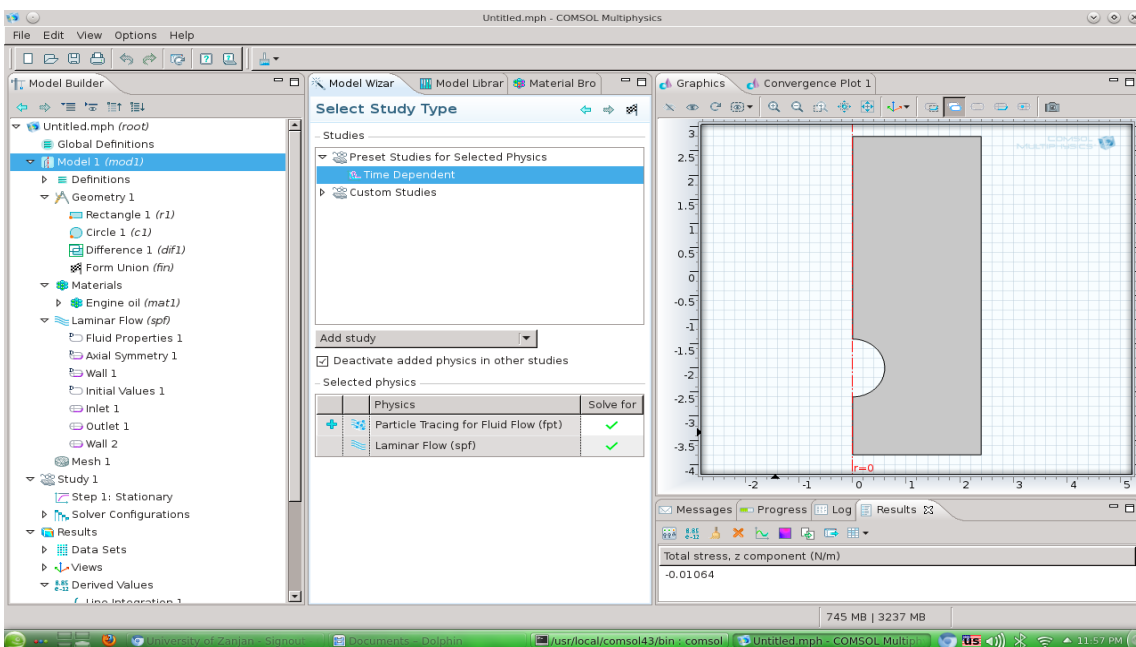 Untitled.mph - COMSOL Multiphysics
File Edit View Options Help
Model Builder
Untitled.mph (root)
Global Definitions
Model 1 (mod1)
Definitions
Geometry 1
Rectangle 1 (r1)
Circle 1 (c1)
Difference 1 (dif1)
Form Union (fin)
Materials
Engine oil (mat1)
Laminar Flow (spf)
Fluid Properties 1
Axial Symmetry 1
Wall 1
Initial Values 1
Inlet 1
Outlet 1
Wall 2
Mesh 1
Study 1
Step 1: Stationary
Solver Configurations
Results
Data Sets
Views
Derived Values
Line Integration 1
Model Wizar Model Librar Material Bro
Select Study Type
Studies
Preset Studies for Selected Physics
Time Dependent
Custom Studies
Add study
Deactivate added physics in other studies
Selected physics
Physics Solve for
Particle Tracing for Fluid Flow (fpt)
Laminar Flow (spf)
Graphics Convergence Plot 1
COMSOL
MULTIPHYSICS
3
2.5
2
1.5
1
0.5
0
-0.5
-1
-1.5
-2
-2.5
-3
-3.5
-4
r=0
-2 -1 0 1 2 3 4 5
Messages Progress Log Results
8.85
e-12
Total stress, z component (N/m)
-0.01064
745 MB | 3237 MB
University of Zanjan - Signout Documents – Dolphin /usr/local/comsol43/bin : comsol Untitled.mph - COMSOL Multiph us 11:57 PM